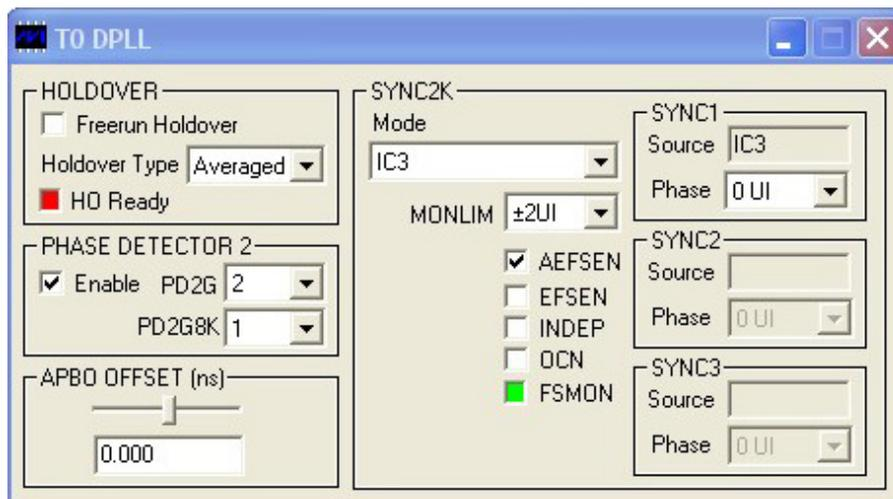 T0 DPLL
HOLDOVER
Freerun Holdover
Holdover Type Averaged
HO Ready
PHASE DETECTOR 2
Enable PD2G 2
PD2G8K 1
APBO OFFSET (ns)
0.000
SYNC2K
Mode
IC3
MONLIM ±2UI
AEFSEN
EFSEN
INDEP
OCN
FSMON
SYNC1
Source IC3
Phase 0 UI
SYNC2
Source
Phase 0 UI
SYNC3
Source
Phase 0 UI